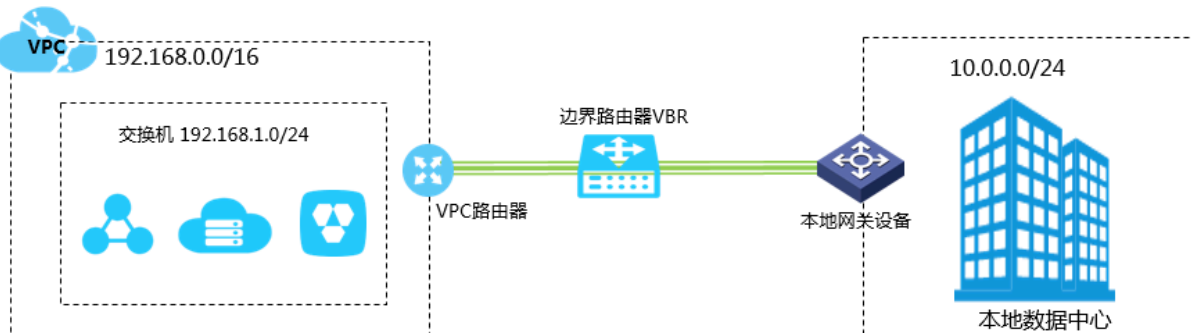 VPC
192.168.0.0/16
交换机 192.168.1.0/24
VPC路由器
边界路由器VBR
本地网关设备
10.0.0.0/24
本地数据中心